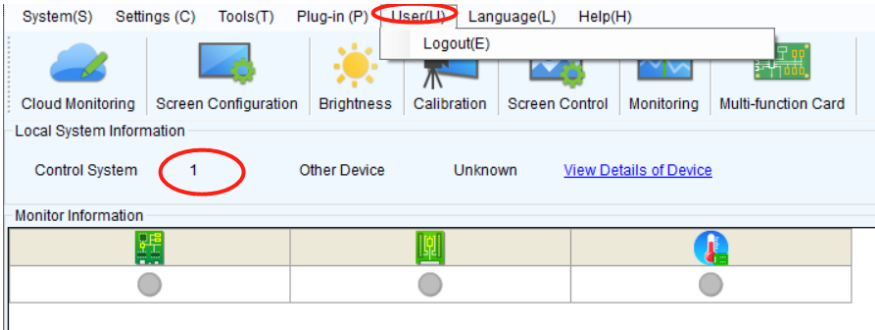 System(S) Settings (C) Tools(T) Plug-in (P) User(U) Language(L) Help(H)
Logout(E)
Cloud Monitoring Screen Configuration Brightness Calibration Screen Control Monitoring Multi-function Card
Local System Information
Control System 1 Other Device Unknown View Details of Device
Monitor Information